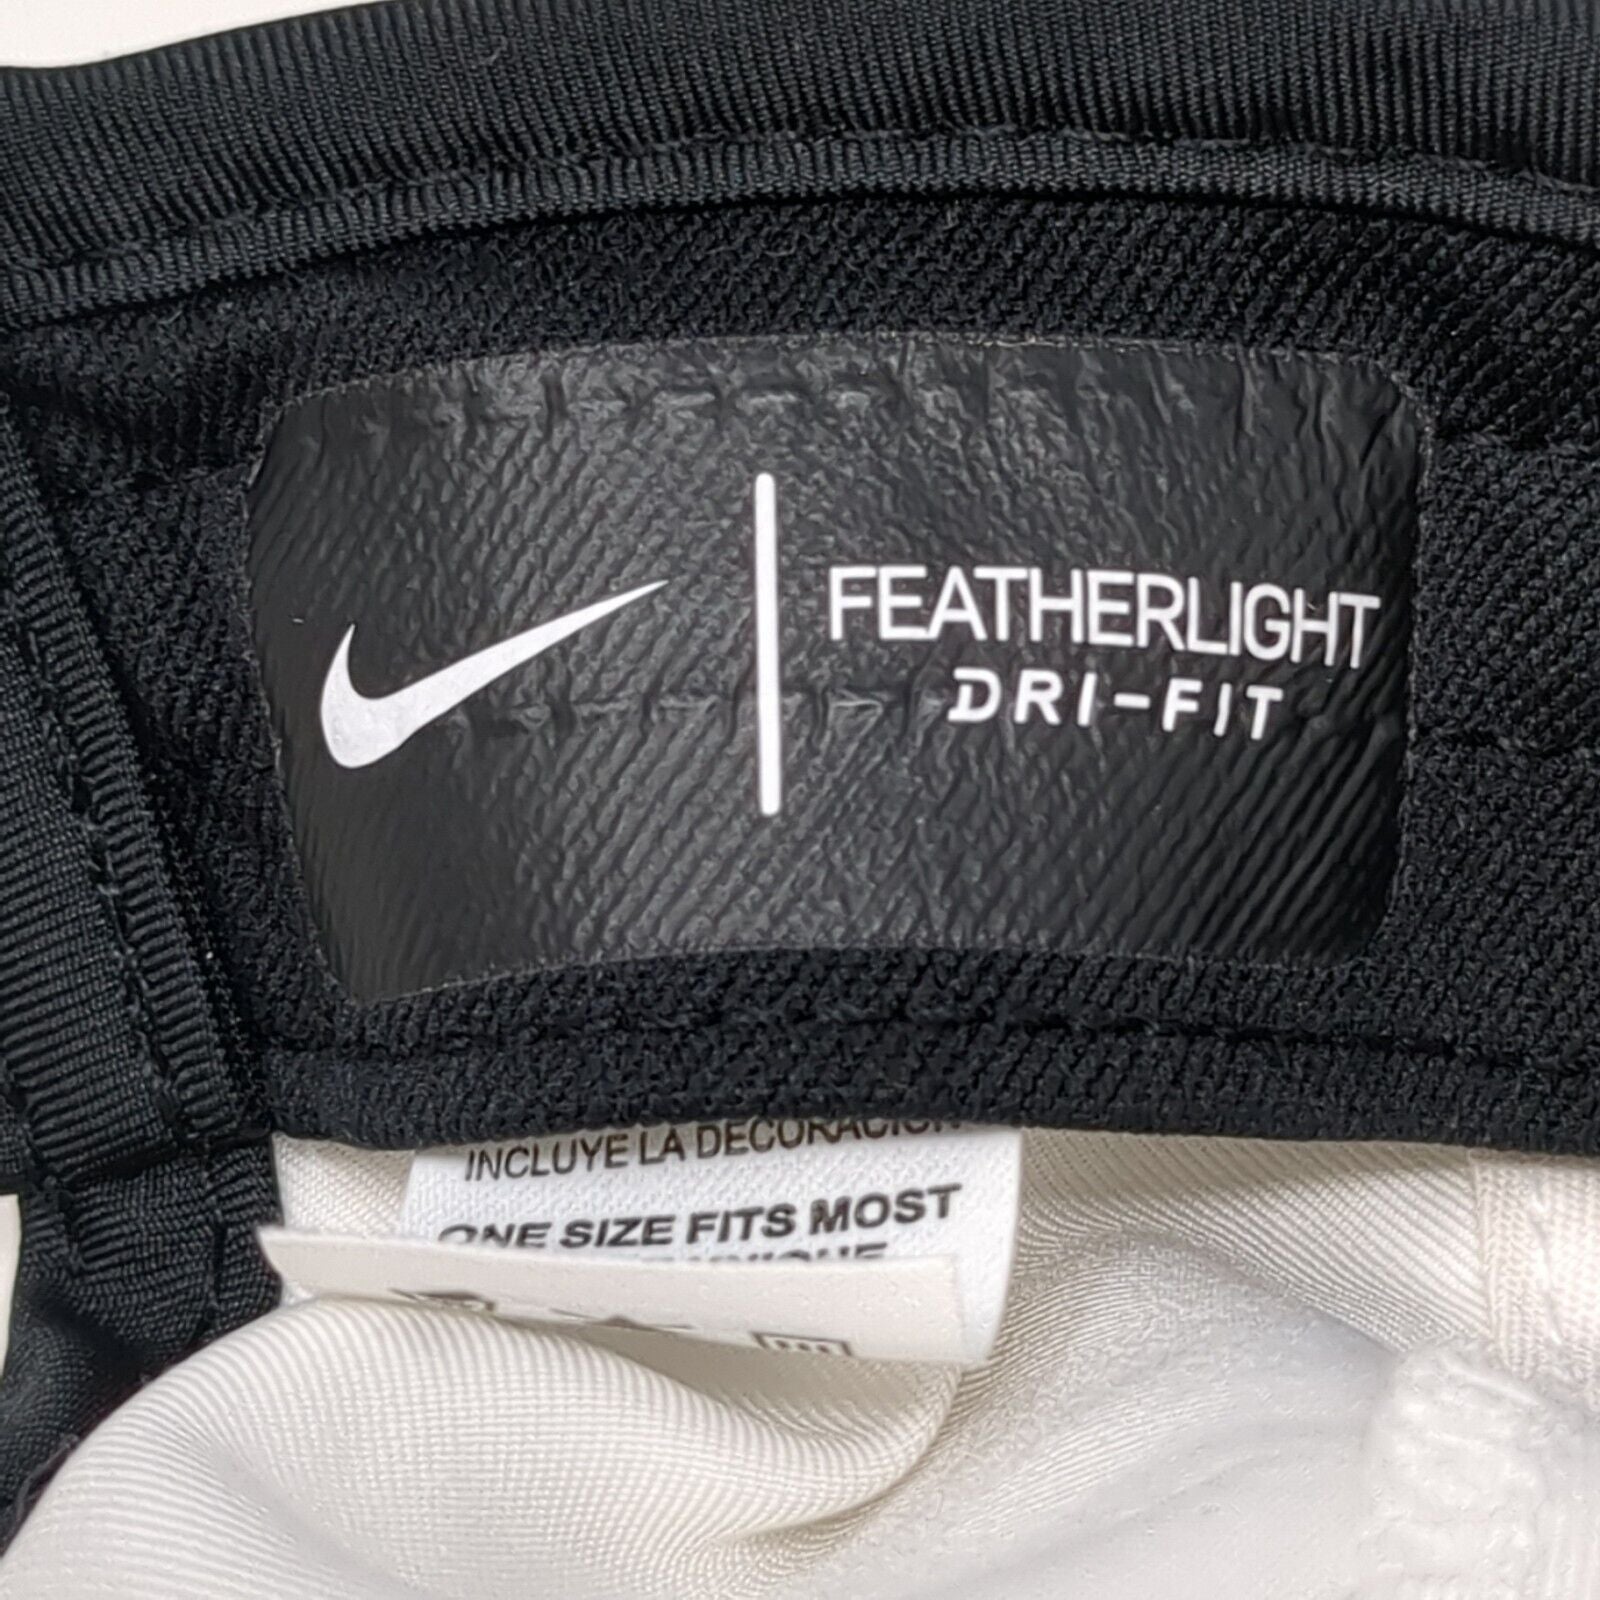 FEATHERLIGHT
DRI-FIT
INCLUYE LA DECORACIÓN
ONE SIZE FITS MOST